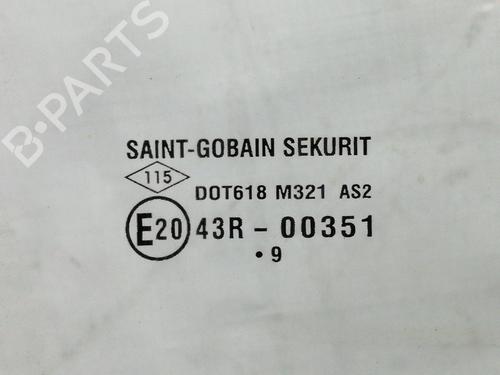 B-PARTS
SAINT-GOBAIN SEKURIT
115
DOT618 M321 AS2
E20 43R - 00351
• 9